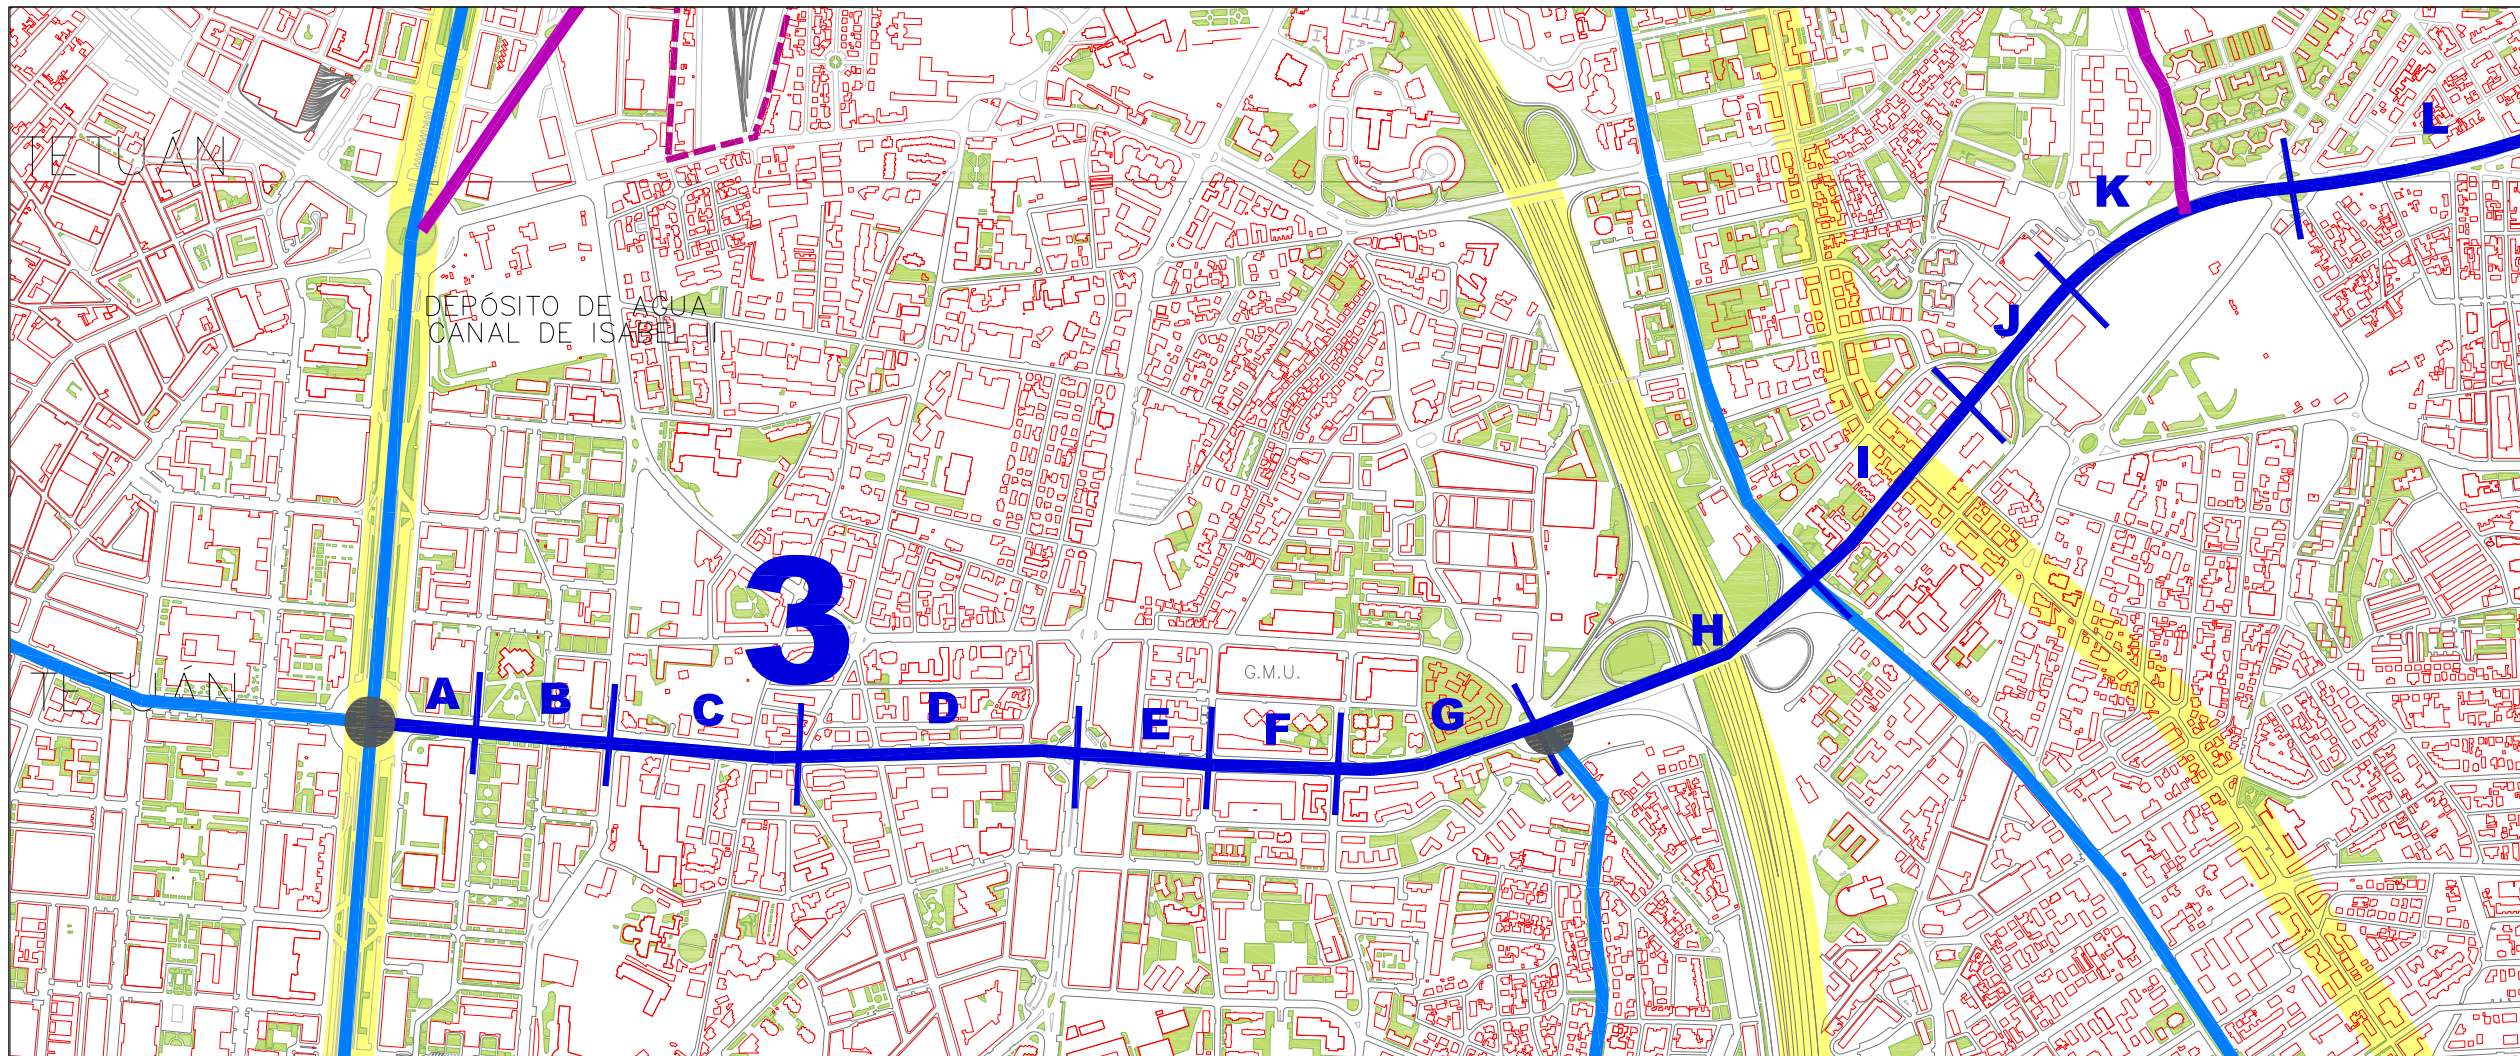 TETUÁN
DEPÓSITO DE AGUA
CANAL DE ISABEL II
TETUÁN
3
G.M.U.
A
B
C
D
E
F
G
H
I
J
K
L